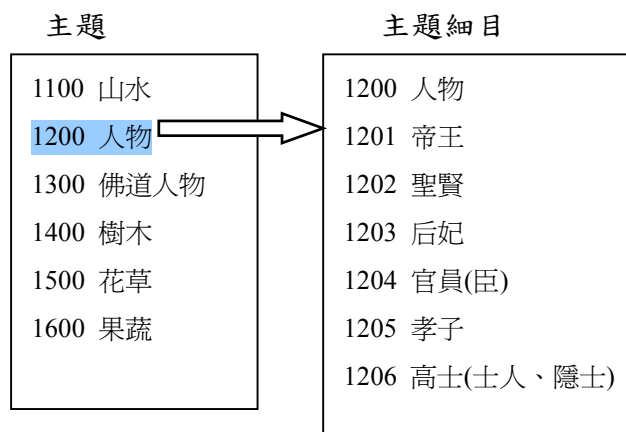 主題
1100 山水
1200 人物
1300 佛道人物
1400 樹木
1500 花草
1600 果蔬
主題細目
1200 人物
1201 帝王
1202 聖賢
1203 后妃
1204 官員(臣)
1205 孝子
1206 高士(士人、隱士)